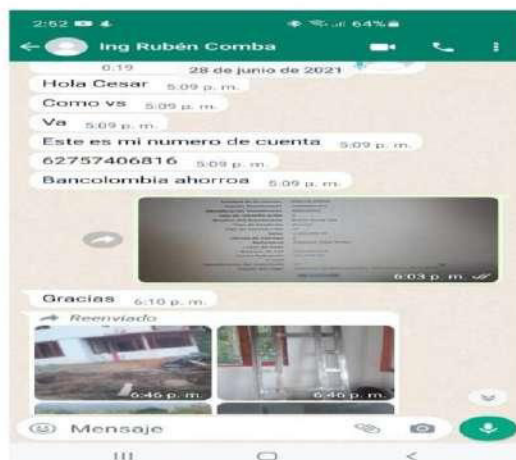 2:52
64%
Ing Rubén Comba
0:19
28 de junio de 2021
Hola Cesar 5:09 p. m.
Como vs 5:09 p. m.
Va 5:09 p. m.
Este es mi numero de cuenta 5:09 p. m.
62757406816 5:09 p. m.
Bancolombia ahorroa 5:09 p. m.
6:03 p. m.
Gracias 6:10 p. m.
Reenviado
6:46 p. m. 6:46 p. m.
Mensaje